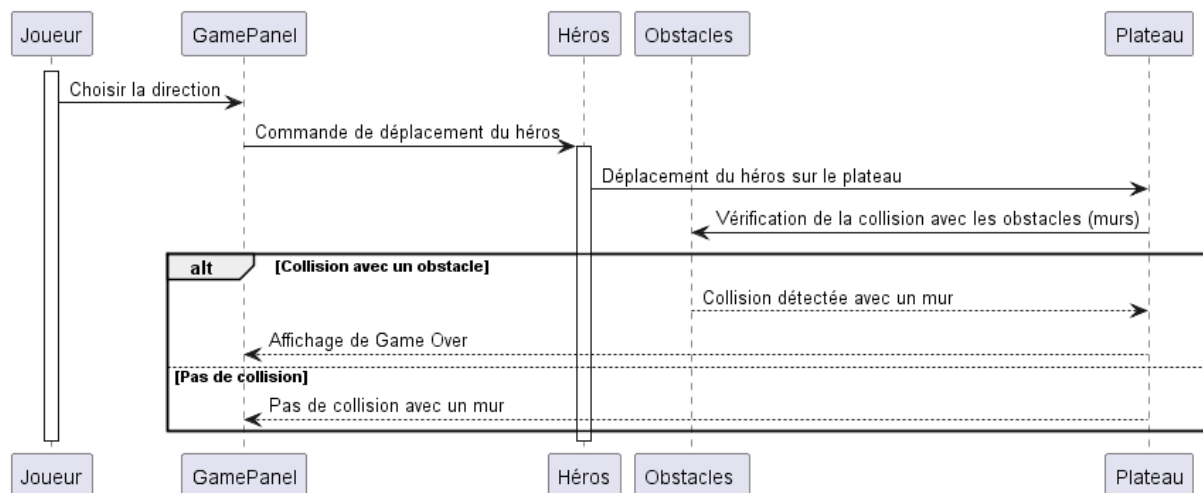 Joueur
GamePanel
Héros
Obstacles
Plateau
Choisir la direction
Commande de déplacement du héros
Déplacement du héros sur le plateau
Vérification de la collision avec les obstacles (murs)
alt
[Collision avec un obstacle]
Collision détectée avec un mur
Affichage de Game Over
[Pas de collision]
Pas de collision avec un mur
Joueur
GamePanel
Héros
Obstacles
Plateau